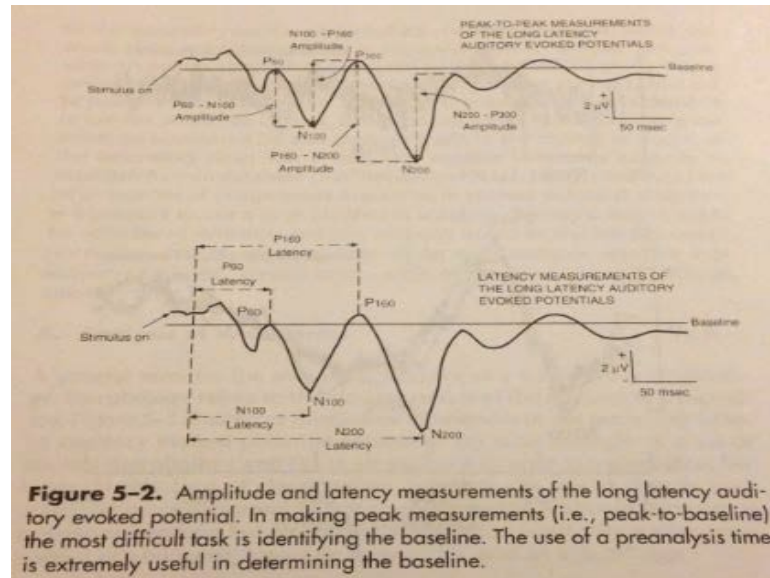 PEAK-TO-PEAK MEASUREMENTS
OF THE LONG LATENCY
AUDITORY EVOKED POTENTIALS
N100 - P160
Amplitude
P60
Baseline
Stimulus on
P60 - N100
Amplitude
N100
P160 - N200
Amplitude
N200 - P300
Amplitude
N200
+
2 μV
-
50 msec
P160
Latency
P60
Latency
LATENCY MEASUREMENTS OF
THE LONG LATENCY AUDITORY
EVOKED POTENTIALS
P60
P160
Baseline
Stimulus on
+
2 μV
-
50 msec
N100
N100
Latency
N200
Latency
N200
Figure 5–2. Amplitude and latency measurements of the long latency audi-
tory evoked potential. In making peak measurements (i.e., peak-to-baseline)
the most difficult task is identifying the baseline. The use of a preanalysis time
is extremely useful in determining the baseline.